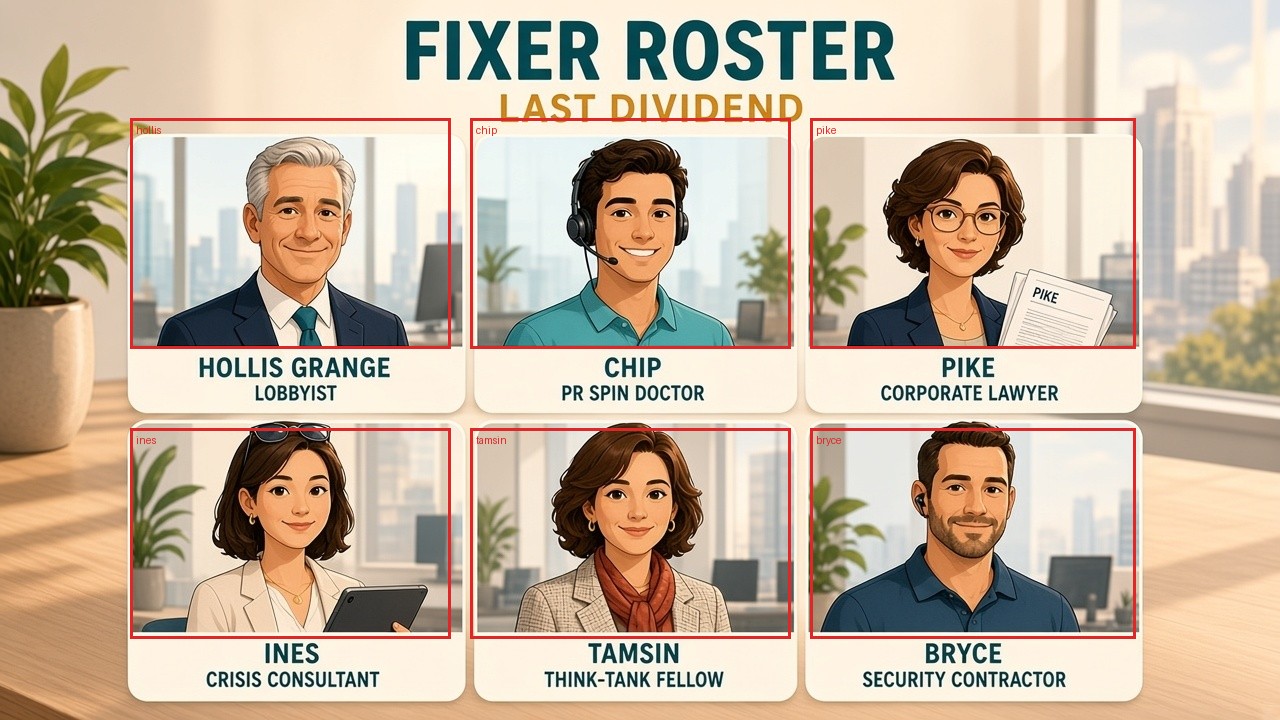 FIXER ROSTER
LAST DIVIDEND
hollis
chip
pike
PIKE
HOLLIS GRANGE
LOBBYIST
CHIP
PR SPIN DOCTOR
PIKE
CORPORATE LAWYER
ines
tamsin
bryce
INES
CRISIS CONSULTANT
TAMSIN
THINK-TANK FELLOW
BRYCE
SECURITY CONTRACTOR